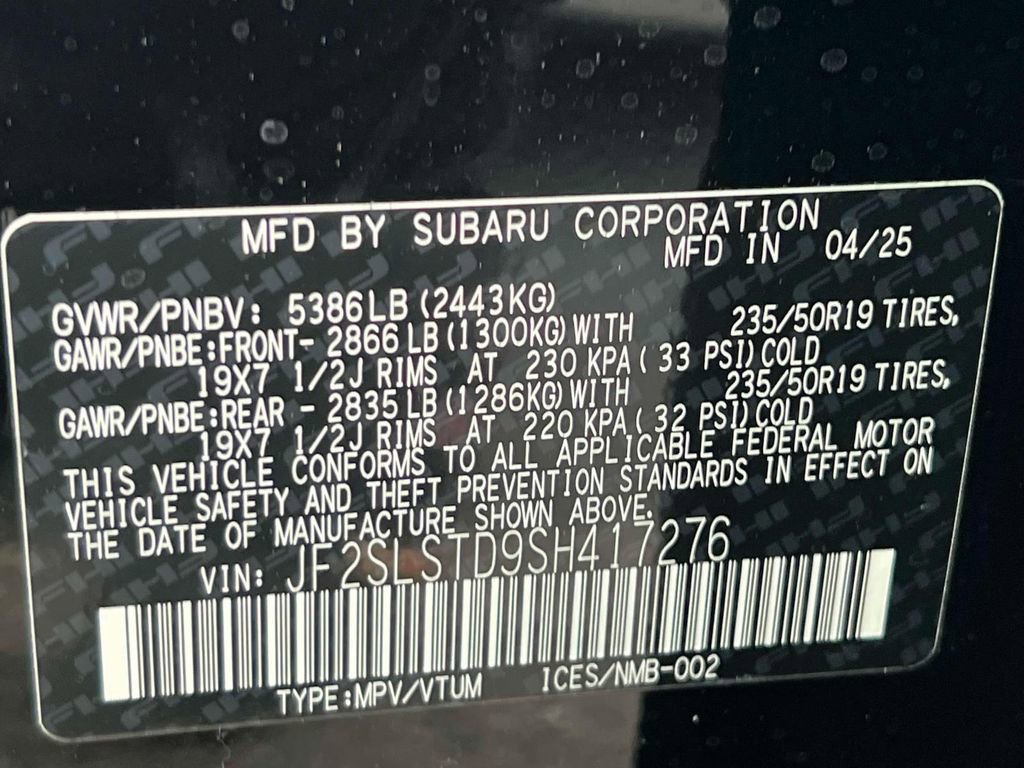 MFD BY SUBARU CORPORATION
MFD IN 04/25
GVWR/PNBV: 5386LB (2443KG)
GAWR/PNBE:FRONT- 2866 LB (1300KG) WITH 235/50R19 TIRES,
19X7 1/2J RIMS AT 230 KPA ( 33 PSI) COLD
GAWR/PNBE:REAR - 2835 LB (1286KG) WITH 235/50R19 TIRES,
19X7 1/2J RIMS AT 220 KPA ( 32 PSI) COLD
THIS VEHICLE CONFORMS TO ALL APPLICABLE FEDERAL MOTOR
VEHICLE SAFETY AND THEFT PREVENTION STANDARDS IN EFFECT ON
THE DATE OF MANUFACTURE SHOWN ABOVE.
VIN: JF2SLSTD9SH417276
TYPE:MPV/VTUM ICES/NMB-002